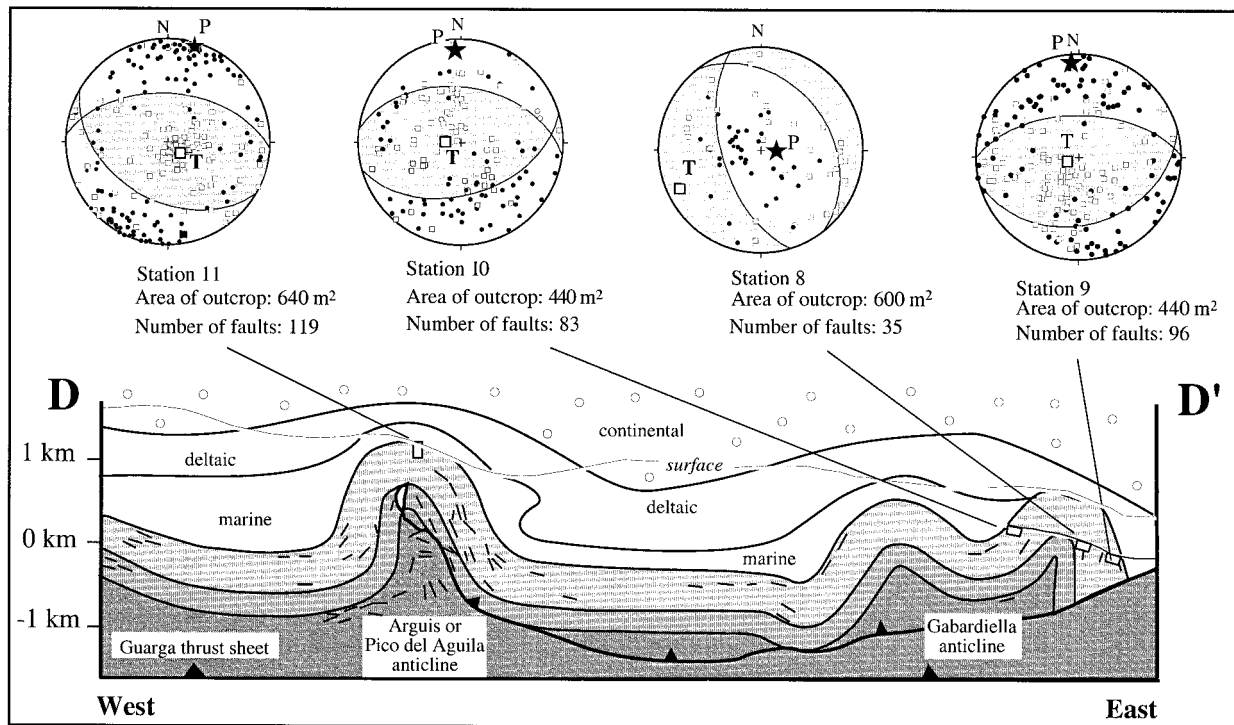 N P
P N
N
P N
T
T
P
T
T
Station 11
Area of outcrop: 640 m²
Number of faults: 119
Station 10
Area of outcrop: 440 m²
Number of faults: 83
Station 8
Area of outcrop: 600 m²
Number of faults: 35
Station 9
Area of outcrop: 440 m²
Number of faults: 96
D
D'
1 km
0 km
-1 km
continental
deltaic
surface
deltaic
marine
marine
Guarga thrust sheet
Arguis or
Pico del Aguila
anticline
Gabardiella
anticline
West
East